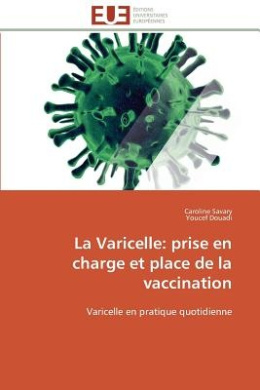 EUE
ÉDITIONS
UNIVERSITAIRES
EUROPÉENNES
Caroline Savary
Youcef Douadi
La Varicelle: prise en
charge et place de la
vaccination
Varicelle en pratique quotidienne